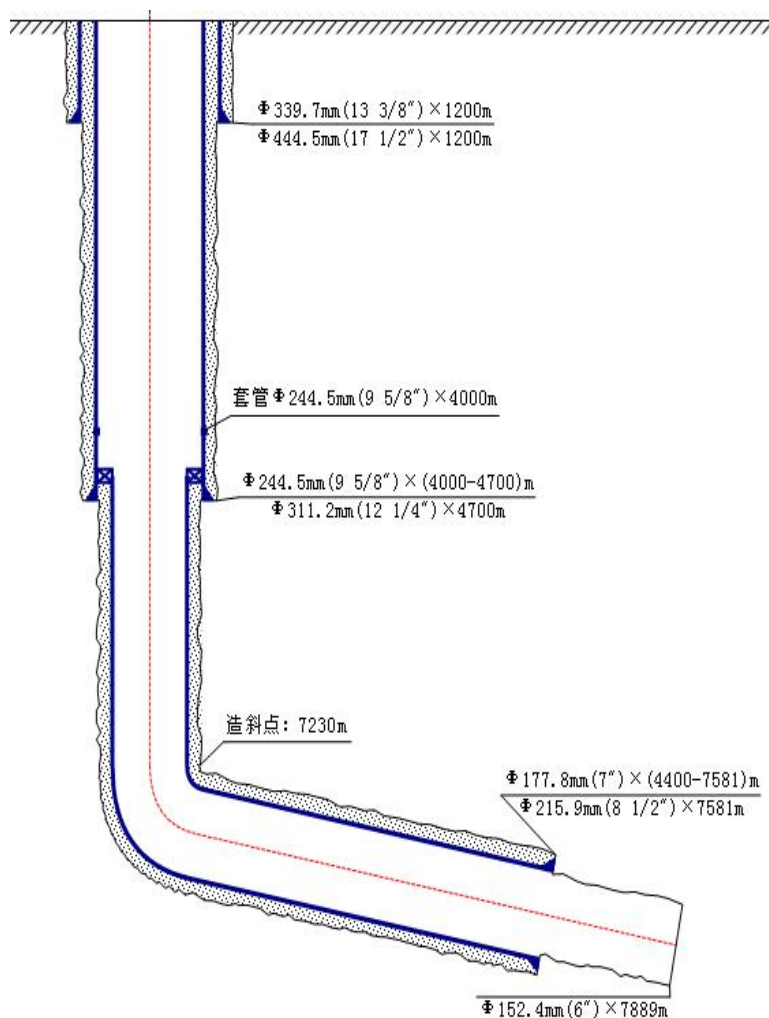 Φ339.7mm(13 3/8″)×1200m
Φ444.5mm(17 1/2″)×1200m
套管Φ244.5mm(9 5/8″)×4000m
Φ244.5mm(9 5/8″)×(4000-4700)m
Φ311.2mm(12 1/4″)×4700m
造斜点: 7230m
Φ177.8mm(7″)×(4400-7581)m
Φ215.9mm(8 1/2″)×7581m
Φ152.4mm(6″)×7889m